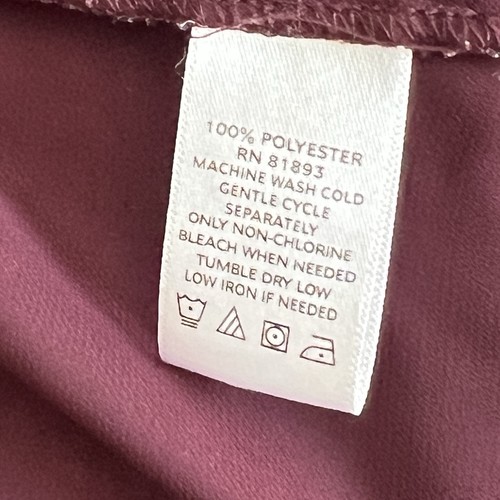 100% POLYESTER
RN 81893
MACHINE WASH COLD
GENTLE CYCLE
SEPARATELY
ONLY NON-CHLORINE
BLEACH WHEN NEEDED
TUMBLE DRY LOW
LOW IRON IF NEEDED